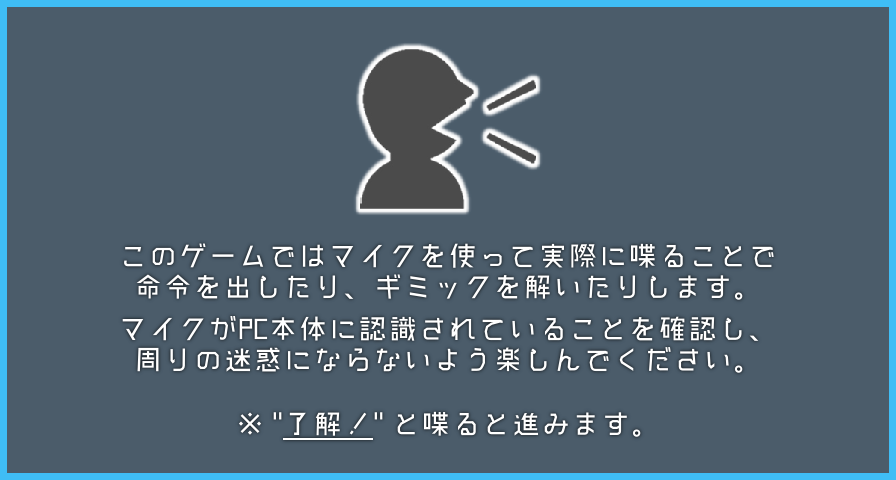 このゲームではマイクを使って実際に喋ることで
命令を出したり、ギミックを解いたりします。
マイクがPC本体に認識されていることを確認し、
周りの迷惑にならないよう楽しんでください。
※ "了解！" と喋ると進みます。